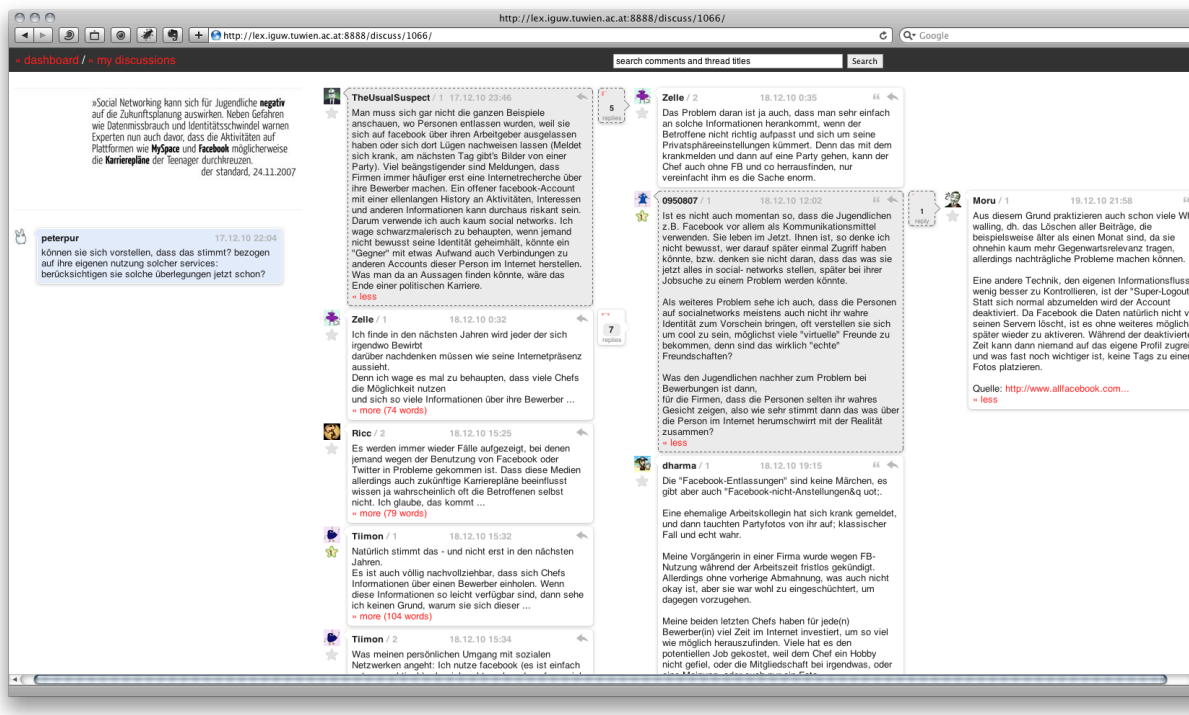 http://lex.iguw.tuwien.ac.at:8888/discuss/1066/
http://lex.iguw.tuwien.ac.at:8888/discuss/1066/
Google
« dashboard / « my discussions
search comments and thread titles
Search
»Social Networking kann sich für Jugendliche negativ
auf die Zukunftsplanung auswirken. Neben Gefahren
wie Datenmissbrauch und Identitätsschwindel warnen
Experten nun auch davor, dass die Aktivitäten auf
Plattformen wie MySpace und Facebook möglicherweise
die Karrierepläne der Teenager durchkreuzen.
der standard, 24.11.2007
peterpur 17.12.10 22:04
können sie sich vorstellen, dass das stimmt? bezogen
auf ihre eigenen nutzung solcher services:
berücksichtigen sie solche überlegungen jetzt schon?
TheUsualSuspect / 1 17.12.10 23:46
Man muss sich gar nicht die ganzen Beispiele
anschauen, wo Personen entlassen wurden, weil sie
sich auf facebook über ihren Arbeitgeber ausgelassen
haben oder sich dort Lügen nachweisen lassen (Meldet
sich krank, am nächsten Tag gibt's Bilder von einer
Party). Viel beängstigender sind Meldungen, dass
Firmen immer häufiger erst eine Internetrecherche über
ihre Bewerber machen. Ein offener facebook-Account
mit einer ellenlangen History an Aktivitäten, Interessen
und anderen Informationen kann durchaus riskant sein.
Darum verwende ich auch kaum social networks. Ich
wage schwarzmalerisch zu behaupten, wenn jemand
nicht bewusst seine Identität geheimhält, könnte ein
"Gegner" mit etwas Aufwand auch Verbindungen zu
anderen Accounts dieser Person im Internet herstellen.
Was man da an Aussagen finden könnte, wäre das
Ende einer politischen Karriere.
« less
5
replies
Zelle / 1 18.12.10 0:32
Ich finde in den nächsten Jahren wird jeder der sich
irgendwo Bewirbt
darüber nachdenken müssen wie seine Internetpräsenz
aussieht.
Denn ich wage es mal zu behaupten, dass viele Chefs
die Möglichkeit nutzen
und sich so viele Informationen über ihre Bewerber ...
« more (74 words)
7
replies
Ricc / 2 18.12.10 15:25
Es werden immer wieder Fälle aufgezeigt, bei denen
jemand wegen der Benutzung von Facebook oder
Twitter in Probleme gekommen ist. Dass diese Medien
allerdings auch zukünftige Karriepläne beeinflusst
wissen ja wahrscheinlich oft die Betroffenen selbst
nicht. Ich glaube, das kommt ...
« more (79 words)
Tiimon / 1 18.12.10 15:32
Natürlich stimmt das - und nicht erst in den nächsten
Jahren.
Es ist auch völlig nachvollziehbar, dass sich Chefs
Informationen über einen Bewerber einholen. Wenn
diese Informationen so leicht verfügbar sind, dann sehe
ich keinen Grund, warum sie sich dieser ...
« more (104 words)
Tiimon / 2 18.12.10 15:34
Was meinen persönlichen Umgang mit sozialen
Netzwerken angeht: Ich nutze facebook (es ist einfach
Zelle / 2 18.12.10 0:35
Das Problem daran ist ja auch, dass man sehr einfach
an solche Informationen herankommt, wenn der
Betroffene nicht richtig aufpasst und sich um seine
Privatsphäreeinstellungen kümmert. Denn das mit dem
krankmelden und dann auf eine Party gehen, kann der
Chef auch ohne FB und co herrausfinden, nur
vereinfacht ihm es die Sache enorm.
0950807 / 1 18.12.10 12:02
Ist es nicht auch momentan so, dass die Jugendlichen
z.B. Facebook vor allem als Kommunikationsmittel
verwenden. Sie leben im Jetzt. Ihnen ist, so denke ich
nicht bewusst, wer darauf später einmal Zugriff haben
könnte, bzw. denken sie nicht daran, dass das was sie
jetzt alles in social- networks stellen, später bei ihrer
Jobsuche zu einem Problem werden könnte.
Als weiteres Problem sehe ich auch, dass die Personen
auf socialnetworks meistens auch nicht ihr wahre
Identität zum Vorschein bringen, oft verstellen sie sich
um cool zu sein, möglichst viele "virtuelle" Freunde zu
bekommen, denn sind das wirklich "echte"
Freundschaften?
Was den Jugendlichen nachher zum Problem bei
Bewerbungen ist dann,
für die Firmen, dass die Personen selten ihr wahres
Gesicht zeigen, also wie sehr stimmt dann das was über
die Person im Internet herumschwirrt mit der Realität
zusammen?
« less
1
reply
dharma / 1 18.12.10 19:15
Die "Facebook-Entlassungen" sind keine Märchen, es
gibt aber auch "Facebook-nicht-Anstellungen&q uot;.
Eine ehemalige Arbeitskollegin hat sich krank gemeldet,
und dann tauchten Partyfotos von ihr auf; klassischer
Fall und echt wahr.
Meine Vorgängerin in einer Firma wurde wegen FB-
Nutzung während der Arbeitszeit fristlos gekündigt.
Allerdings ohne vorherige Abmahnung, was auch nicht
okay ist, aber sie war wohl zu eingeschüchtert, um
dagegen vorzugehen.
Meine beiden letzten Chefs haben für jede(n)
Bewerber(in) viel Zeit im Internet investiert, um so viel
wie möglich herauszufinden. Viele hat es den
potentiellen Job gekostet, weil dem Chef ein Hobby
nicht gefiel, oder die Mitgliedschaft bei irgendwas, oder
Moru / 1 19.12.10 21:58
Aus diesem Grund praktizieren auch schon viele Wh
walling, dh. das Löschen aller Beiträge, die
beispielsweise älter als einen Monat sind, da sie
ohnehin kaum mehr Gegenwartsrelevanz tragen,
allerdings nachträgliche Probleme machen können.
Eine andere Technik, den eigenen Informationsfluss
wenig besser zu Kontrollieren, ist der "Super-Logout
Statt sich normal abzumelden wird der Account
deaktiviert. Da Facebook die Daten natürlich nicht v
seinen Servern löscht, ist es ohne weiteres möglich
später wieder zu aktiveren. Während der deaktivierte
Zeit kann dann niemand auf das eigene Profil zugrei
und was fast noch wichtiger ist, keine Tags zu einer
Fotos platzieren.
Quelle: http://www.allfacebook.com...
« less